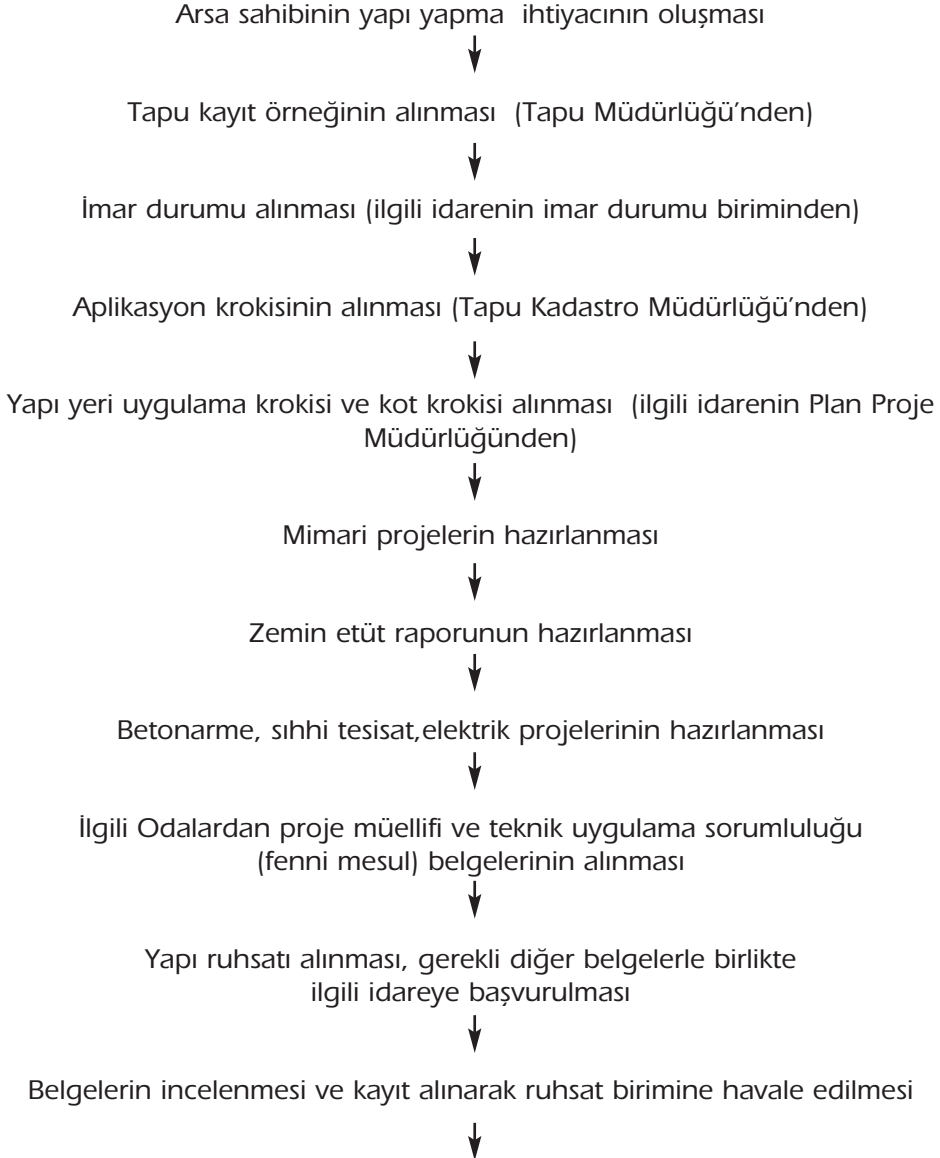 Arsa sahibinin yapı yapma ihtiyacının oluşması
Tapu kayıt örneğinin alınması (Tapu Müdürlüğü’nden)
İmar durumu alınması (ilgili idarenin imar durumu biriminden)
Aplikasyon krokisinin alınması (Tapu Kadastro Müdürlüğü’nden)
Yapı yeri uygulama krokisi ve kot krokisi alınması (ilgili idarenin Plan Proje
Müdürlüğünden)
Mimari projelerin hazırlanması
Zemin etüt raporunun hazırlanması
Betonarme, sıhhi tesisat,elektrik projelerinin hazırlanması
İlgili Odalardan proje müellifi ve teknik uygulama sorumluluğu
(fenni mesul) belgelerinin alınması
Yapı ruhsatı alınması, gerekli diğer belgelerle birlikte
ilgili idareye başvurulması
Belgelerin incelenmesi ve kayıt alınarak ruhsat birimine havale edilmesi